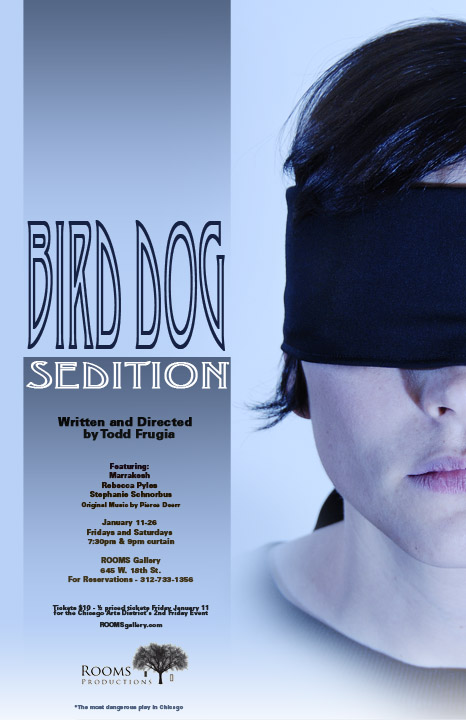 BIRD DOG
SEDITION
Written and Directed
by Todd Frugia
Featuring:
Marrakesh
Rebecca Pyles
Stephanie Schnorbus
Original Music by Pierce Doerr
January 11-26
Fridays and Saturdays
7:30pm & 9pm curtain
ROOMS Gallery
645 W. 18th St.
For Reservations - 312-733-1356
Tickets $10 - ½ priced tickets Friday January 11
for the Chicago Arts District's 2nd Friday Event
ROOMSgallery.com
ROOMS
PRODUCTIONS
*The most dangerous play in Chicago